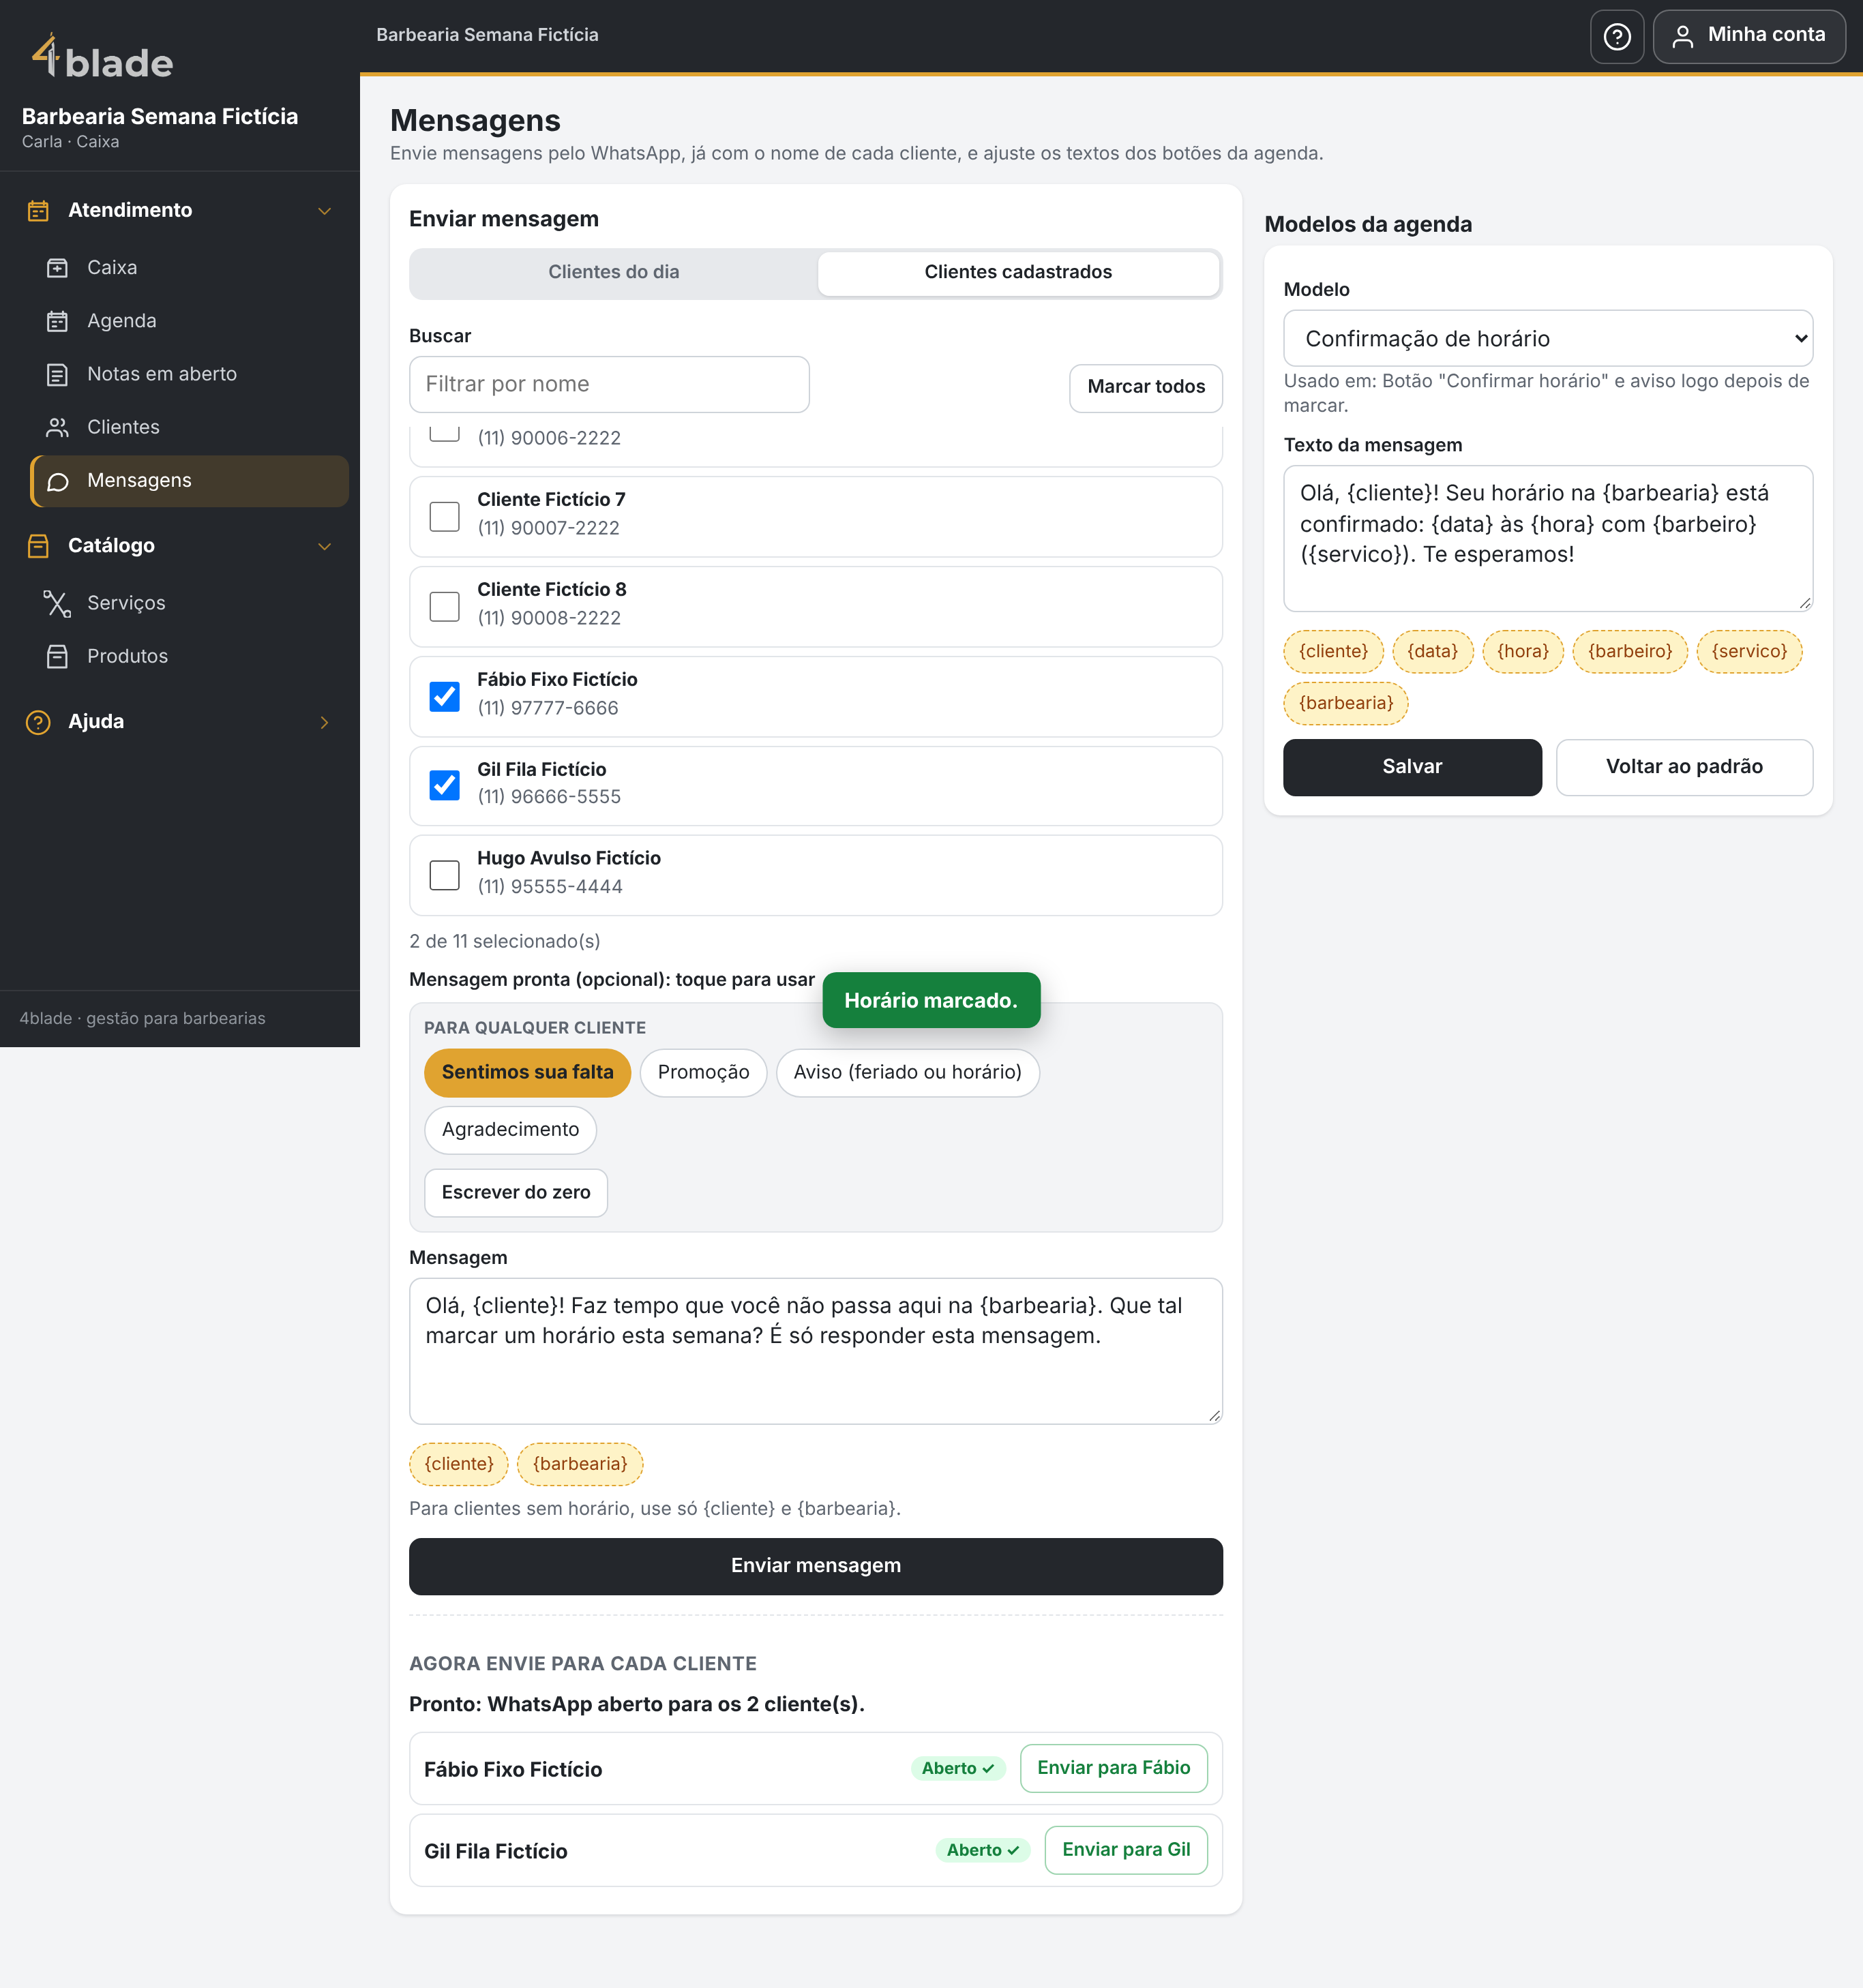 4blade
Barbearia Semana Fictícia
Carla · Caixa
Atendimento
Caixa
Agenda
Notas em aberto
Clientes
Mensagens
Catálogo
Serviços
Produtos
Ajuda
4blade · gestão para barbearias
Barbearia Semana Fictícia
Minha conta
Mensagens
Envie mensagens pelo WhatsApp, já com o nome de cada cliente, e ajuste os textos dos botões da agenda.
Enviar mensagem
Clientes do dia
Clientes cadastrados
Buscar
Filtrar por nome
Marcar todos
(11) 90006-2222
Cliente Fictício 7
(11) 90007-2222
Cliente Fictício 8
(11) 90008-2222
Fábio Fixo Fictício
(11) 97777-6666
Gil Fila Fictício
(11) 96666-5555
Hugo Avulso Fictício
(11) 95555-4444
2 de 11 selecionado(s)
Mensagem pronta (opcional): toque para usar
Horário marcado.
PARA QUALQUER CLIENTE
Sentimos sua falta
Promoção
Aviso (feriado ou horário)
Agradecimento
Escrever do zero
Mensagem
Olá, {cliente}! Faz tempo que você não passa aqui na {barbearia}. Que tal
marcar um horário esta semana? É só responder esta mensagem.
{cliente}
{barbearia}
Para clientes sem horário, use só {cliente} e {barbearia}.
Enviar mensagem
AGORA ENVIE PARA CADA CLIENTE
Pronto: WhatsApp aberto para os 2 cliente(s).
Fábio Fixo Fictício
Aberto ✓
Enviar para Fábio
Gil Fila Fictício
Aberto ✓
Enviar para Gil
Modelos da agenda
Modelo
Confirmação de horário
Usado em: Botão "Confirmar horário" e aviso logo depois de
marcar.
Texto da mensagem
Olá, {cliente}! Seu horário na {barbearia} está
confirmado: {data} às {hora} com {barbeiro}
({servico}). Te esperamos!
{cliente}
{data}
{hora}
{barbeiro}
{servico}
{barbearia}
Salvar
Voltar ao padrão